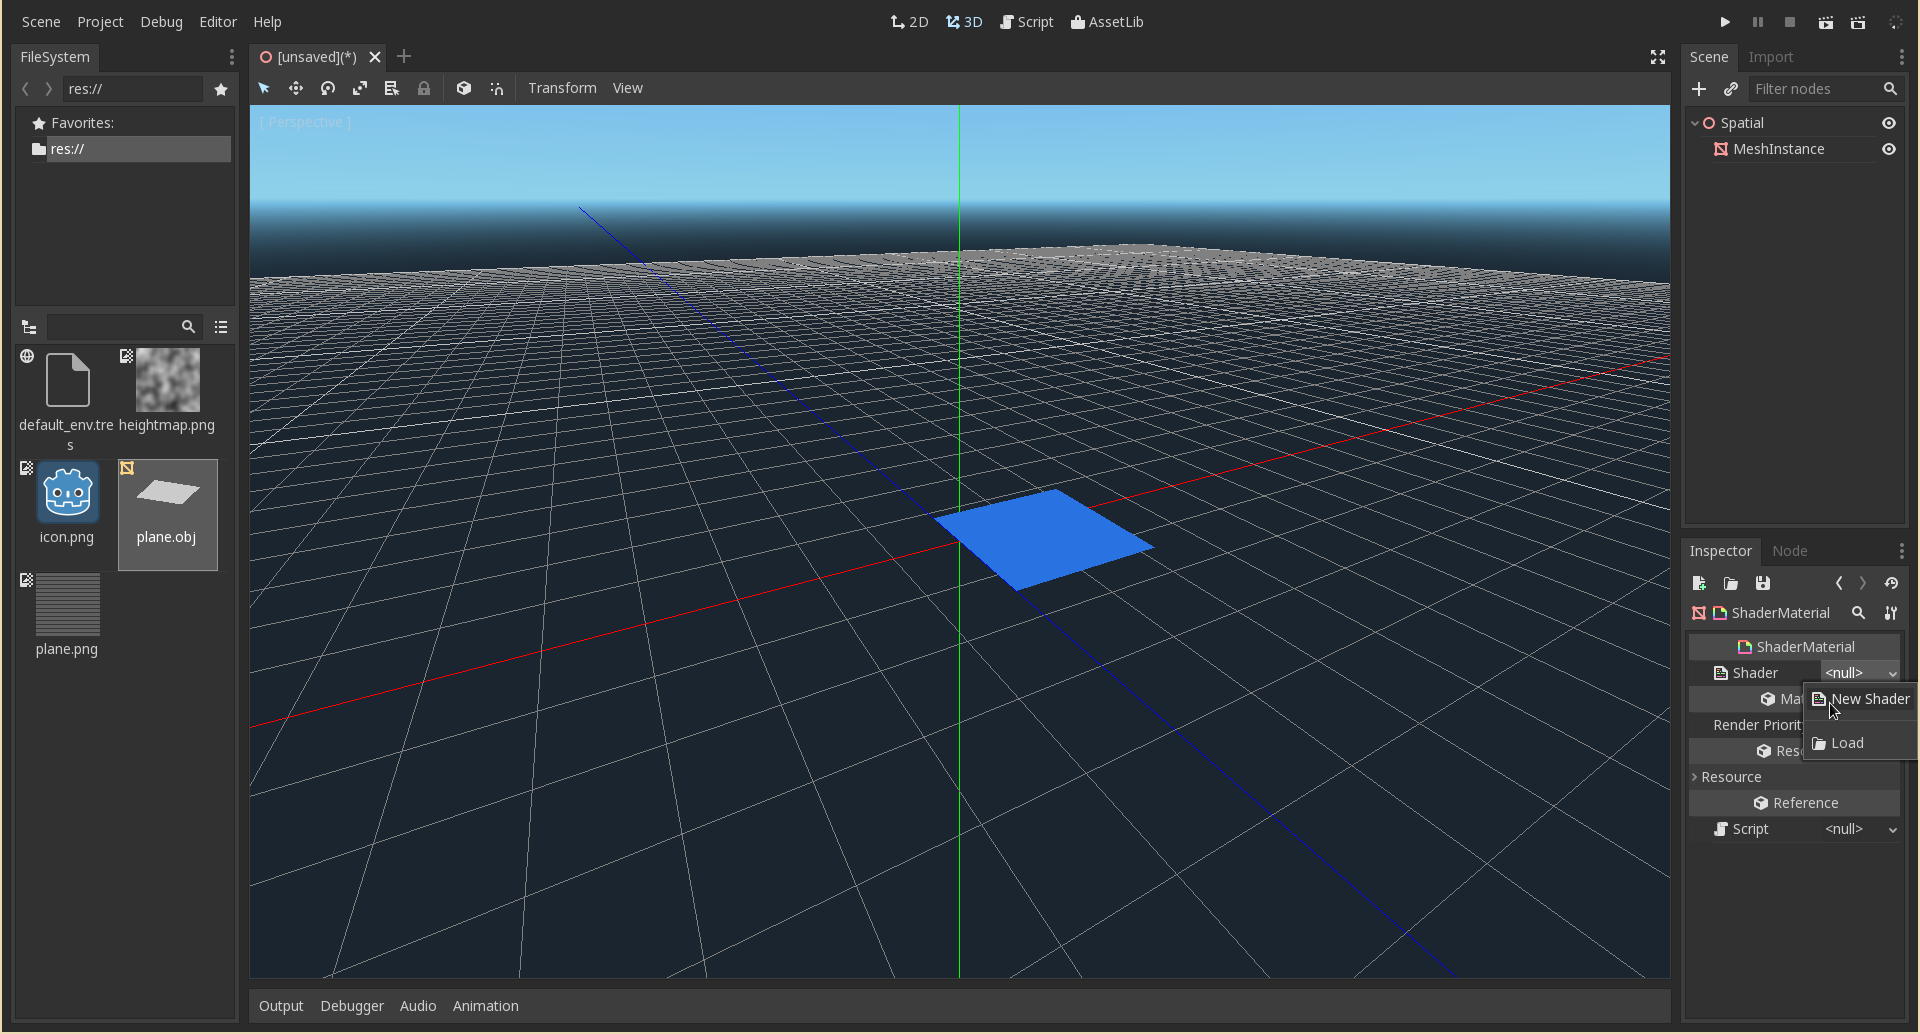 Scene Project Debug Editor Help
2D 3D Script AssetLib
FileSystem
res://
Favorites:
res://
default_env.tre
s
heightmap.png
icon.png
plane.obj
plane.png
[unsaved](*)
Transform View
[ Perspective ]
Output Debugger Audio Animation
Scene Import
Filter nodes
Spatial
MeshInstance
Inspector Node
ShaderMaterial
ShaderMaterial
Shader <null>
Mat
New Shader
Render Priorit
Load
Res
Resource
Reference
Script <null>